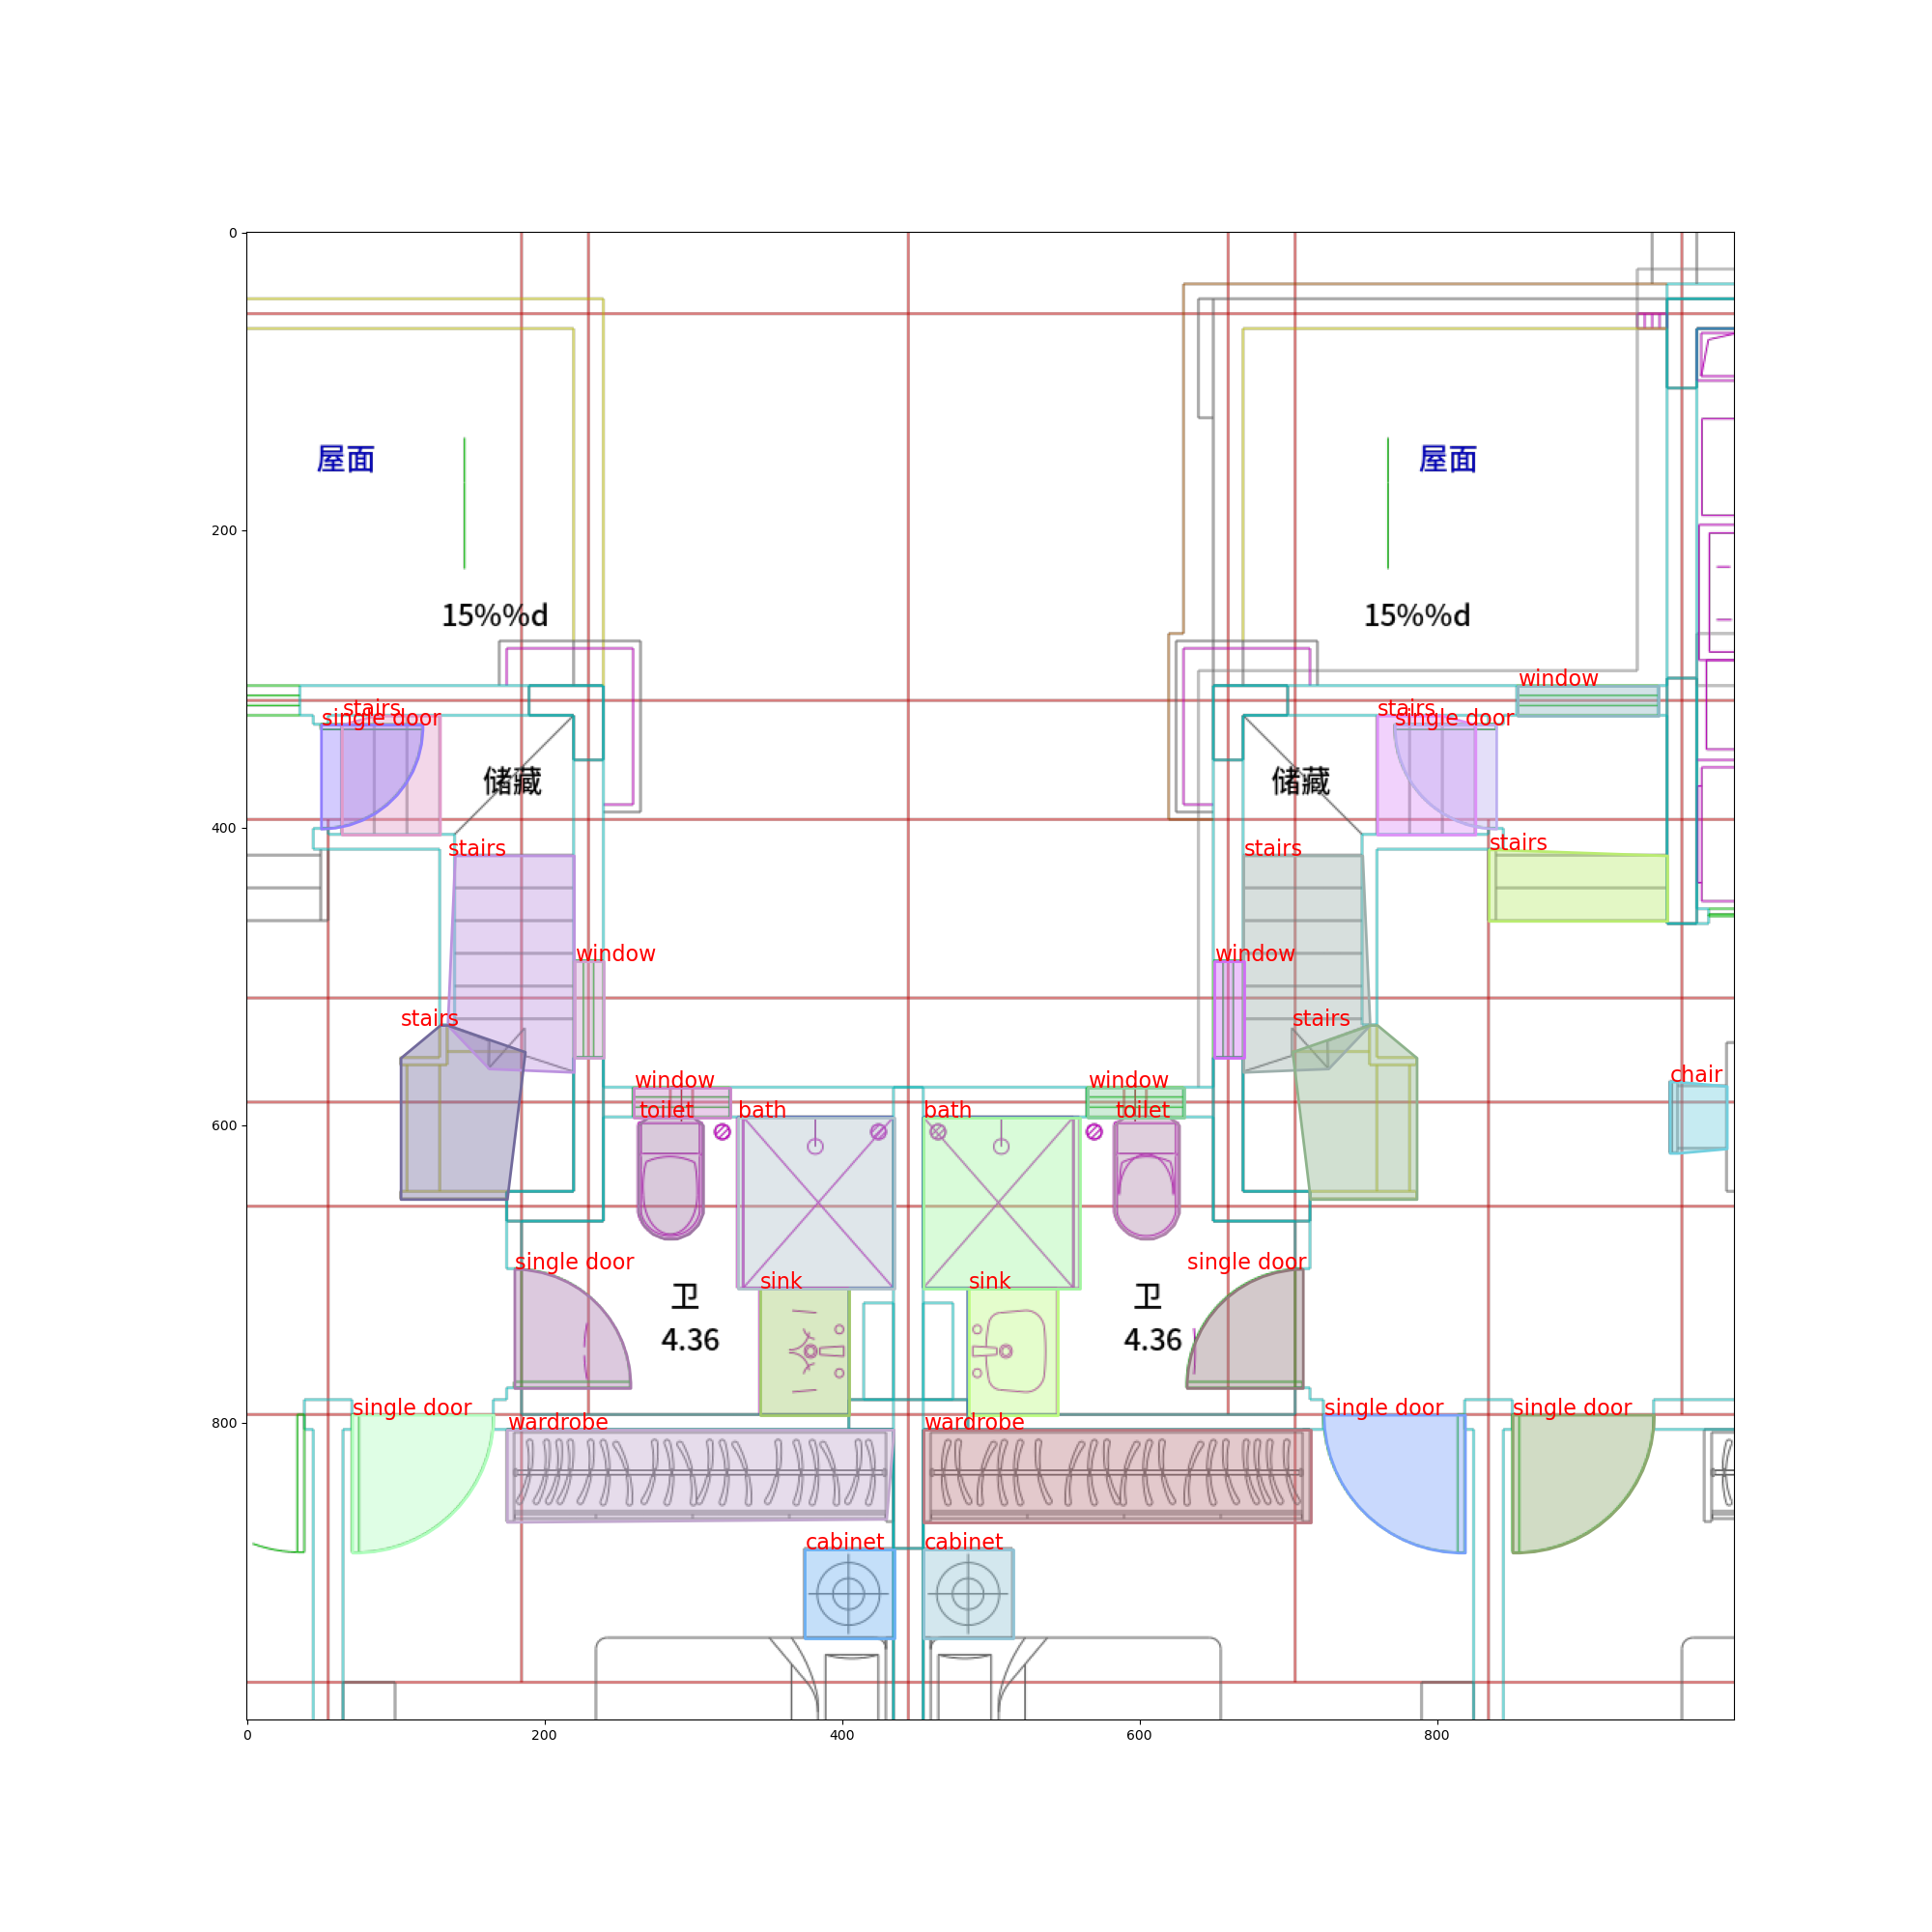 0
屋面
屋面
200
15%%d
15%%d
window
stairs
single door
stairs
single door
储藏
储藏
400
stairs
stairs
stairs
window
window
stairs
stairs
window
window
chair
600
toilet
bath
bath
toilet
single door
single door
卫
sink
sink
卫
4.36
4.36
800
single door
wardrobe
wardrobe
single door
single door
cabinet
cabinet
0
200
400
600
800